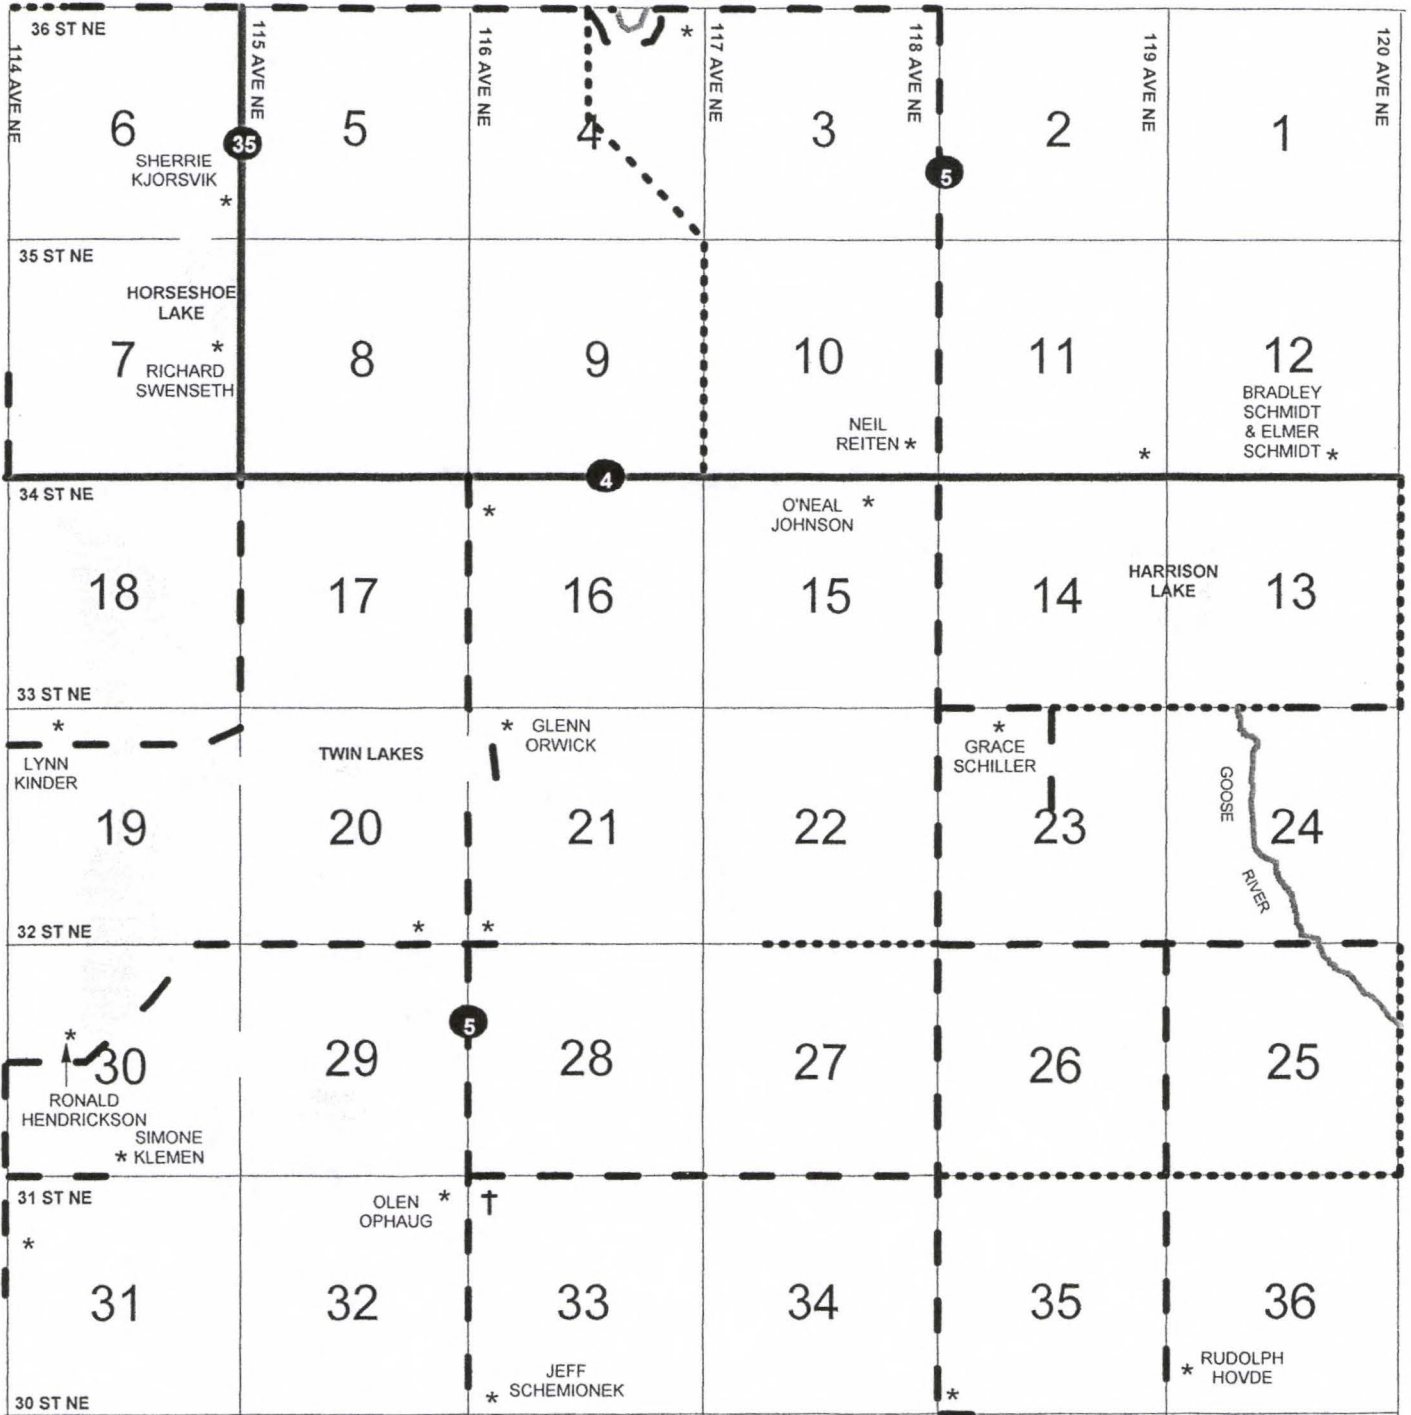 36 ST NE
114 AVE NE
115 AVE NE
116 AVE NE
117 AVE NE
118 AVE NE
119 AVE NE
120 AVE NE
*
6
5
4
3
2
1
35
5
SHERRIE
KJORSVIK
*
35 ST NE
HORSESHOE
LAKE
*
7
RICHARD
SWENSETH
8
9
10
11
12
BRADLEY
SCHMIDT
& ELMER
SCHMIDT *
NEIL
REITEN *
*
4
34 ST NE
*
O'NEAL
JOHNSON
*
18
17
16
15
14
HARRISON
LAKE
13
33 ST NE
*
LYNN
KINDER
TWIN LAKES
* GLENN
ORWICK
*
GRACE
SCHILLER
GOOSE
RIVER
19
20
21
22
23
24
32 ST NE
*
*
5
*
30
29
28
27
26
25
RONALD
HENDRICKSON
SIMONE
* KLEMEN
31 ST NE
OLEN
OPHAUG
*
†
*
31
32
33
34
35
36
JEFF
SCHEMIONEK
*
*
* RUDOLPH
HOVDE
30 ST NE